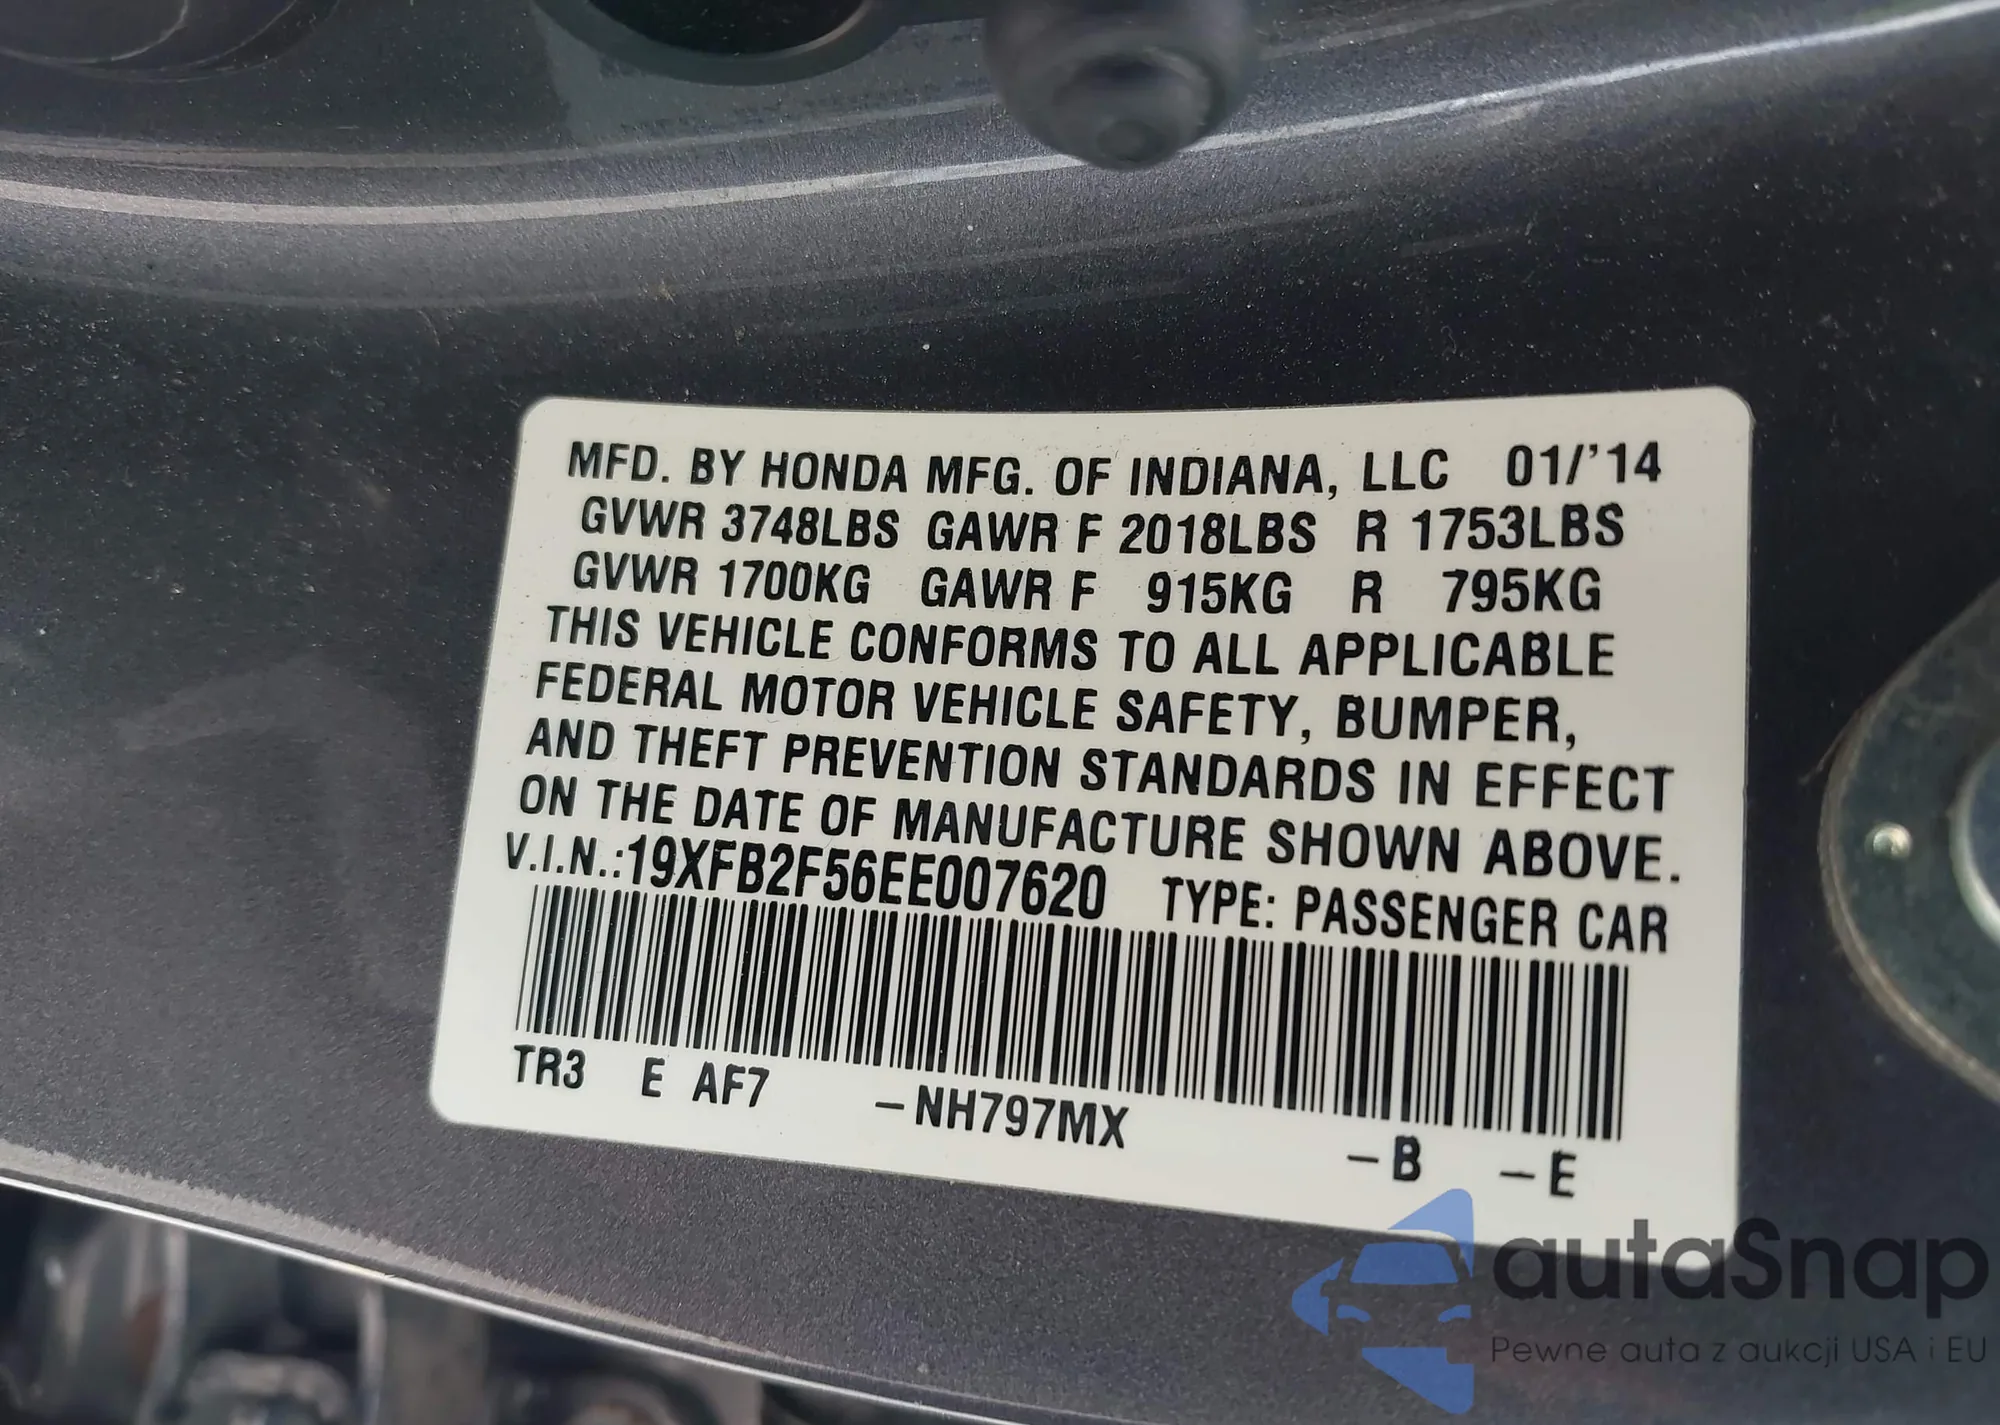 MFD. BY HONDA MFG. OF INDIANA, LLC 01/'14
GVWR 3748LBS GAWR F 2018LBS R 1753LBS
GVWR 1700KG GAWR F 915KG R 795KG
THIS VEHICLE CONFORMS TO ALL APPLICABLE
FEDERAL MOTOR VEHICLE SAFETY, BUMPER,
AND THEFT PREVENTION STANDARDS IN EFFECT
ON THE DATE OF MANUFACTURE SHOWN ABOVE.
V.I.N.:19XFB2F56EE007620 TYPE: PASSENGER CAR
TR3 E AF7 –NH797MX –B –E
autaSnap
Pewne auta z aukcji USA i EU